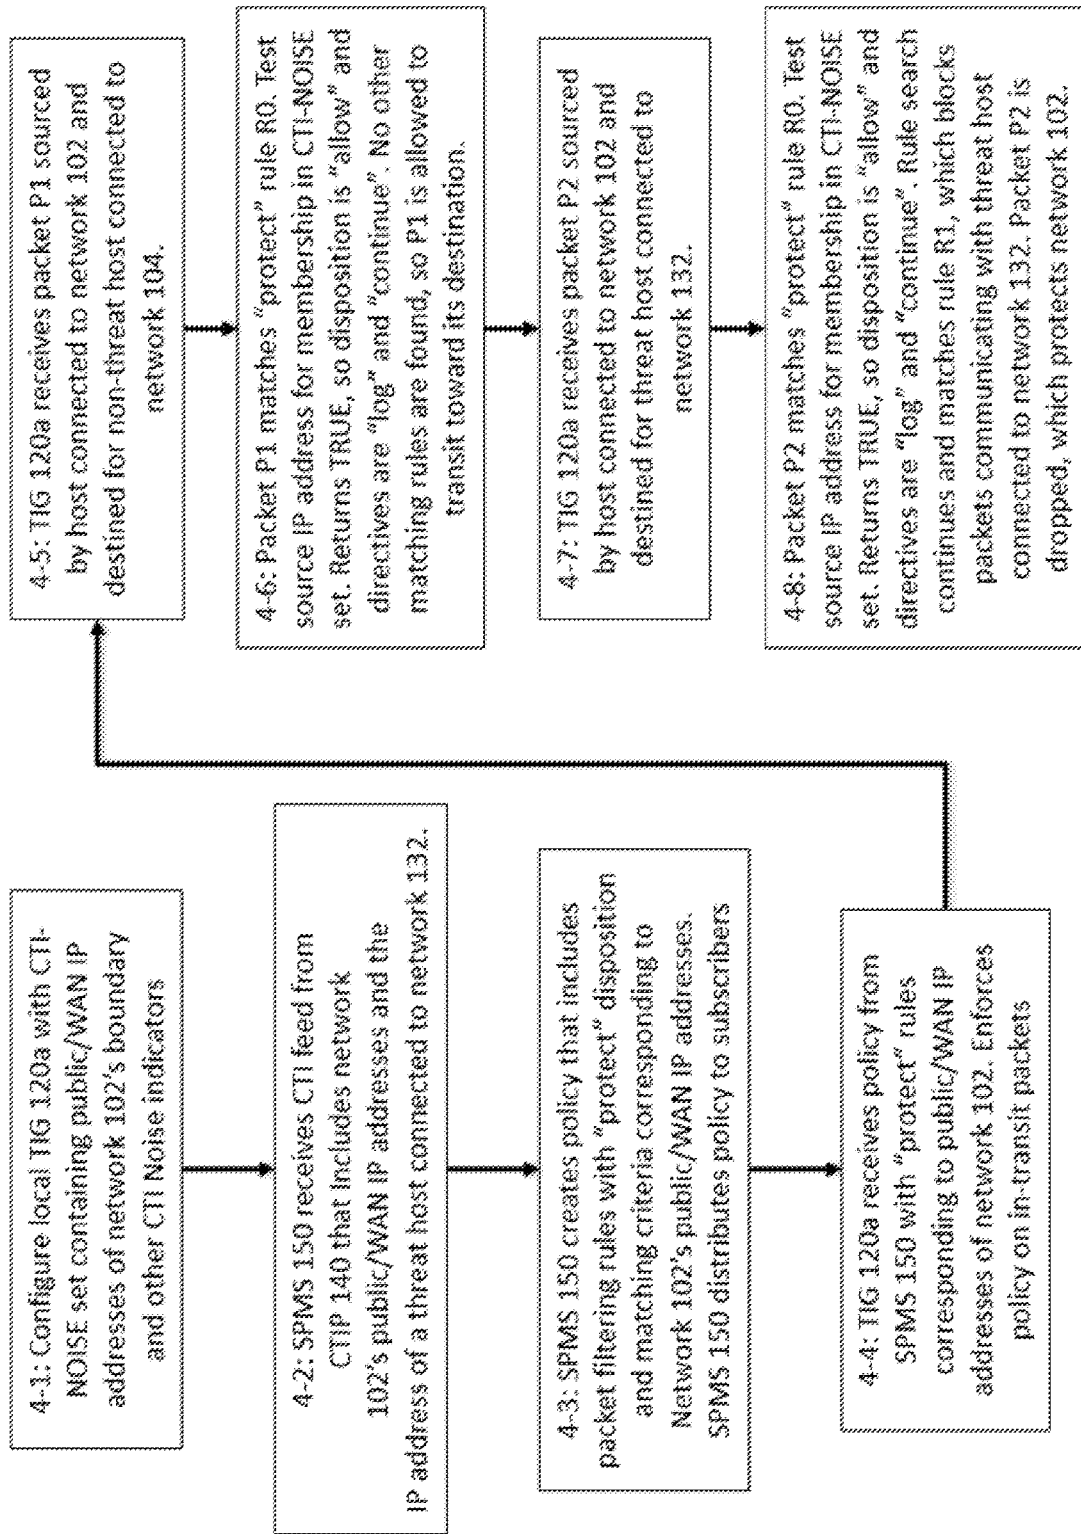 4-1: Configure local TIG 120a with CTI-
NOISE set containing public/WAN IP
addresses of network 102's boundary
and other CTI Noise indicators
4-2: SPMS 150 receives CTI feed from
CTIP 140 that includes network
102's public/WAN IP addresses and the
IP address of a threat host connected to network 132.
4-3: SPMS 150 creates policy that includes
packet filtering rules with "protect" disposition
and matching criteria corresponding to
Network 102's public/WAN IP addresses.
SPMS 150 distributes policy to subscribers
4-4: TIG 120a receives policy from
SPMS 150 with "protect" rules
corresponding to public/WAN IP
addresses of network 102. Enforces
policy on in-transit packets
4-5: TIG 120a receives packet P1 sourced
by host connected to network 102 and
destined for non-threat host connected to
network 104.
4-6: Packet P1 matches "protect" rule R0. Test
source IP address for membership in CTI-NOISE
set. Returns TRUE, so disposition is "allow" and
directives are "log" and "continue". No other
matching rules are found, so P1 is allowed to
transit toward its destination.
4-7: TIG 120a receives packet P2 sourced
by host connected to network 102 and
destined for threat host connected to
network 132.
4-8: Packet P2 matches "protect" rule R0. Test
source IP address for membership in CTI-NOISE
set. Returns TRUE, so disposition is "allow" and
directives are "log" and "continue". Rule search
continues and matches rule R1, which blocks
packets communicating with threat host
connected to network 132. Packet P2 is
dropped, which protects network 102.